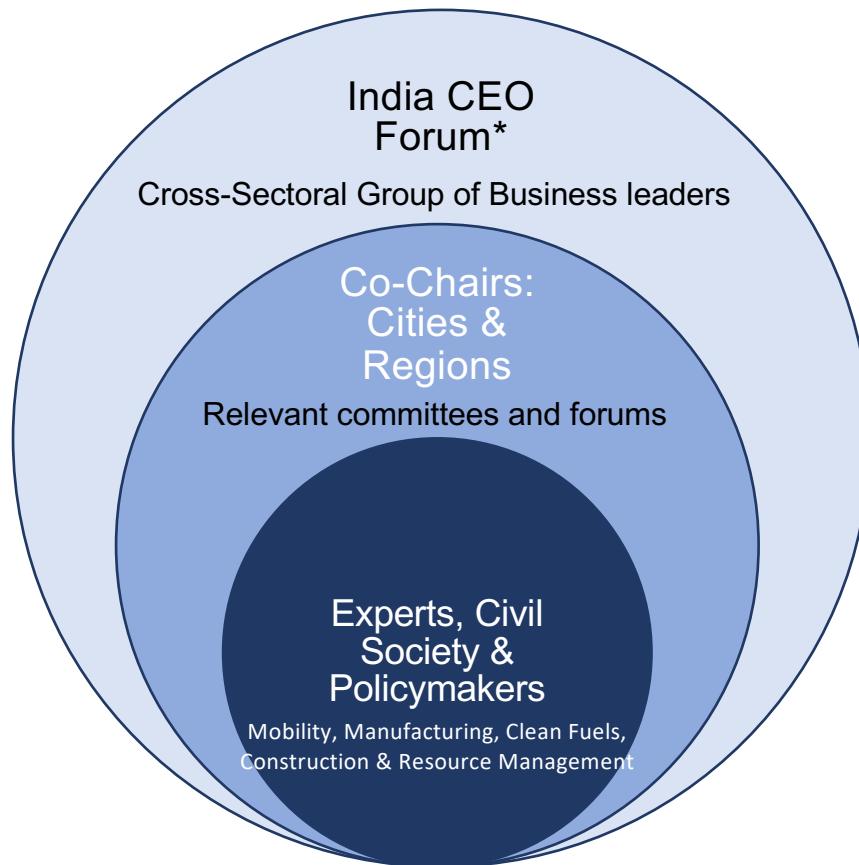 India CEO
Forum*
Cross-Sectoral Group of Business leaders
Co-Chairs:
Cities &
Regions
Relevant committees and forums
Experts, Civil
Society &
Policymakers
Mobility, Manufacturing, Clean Fuels,
Construction & Resource Management